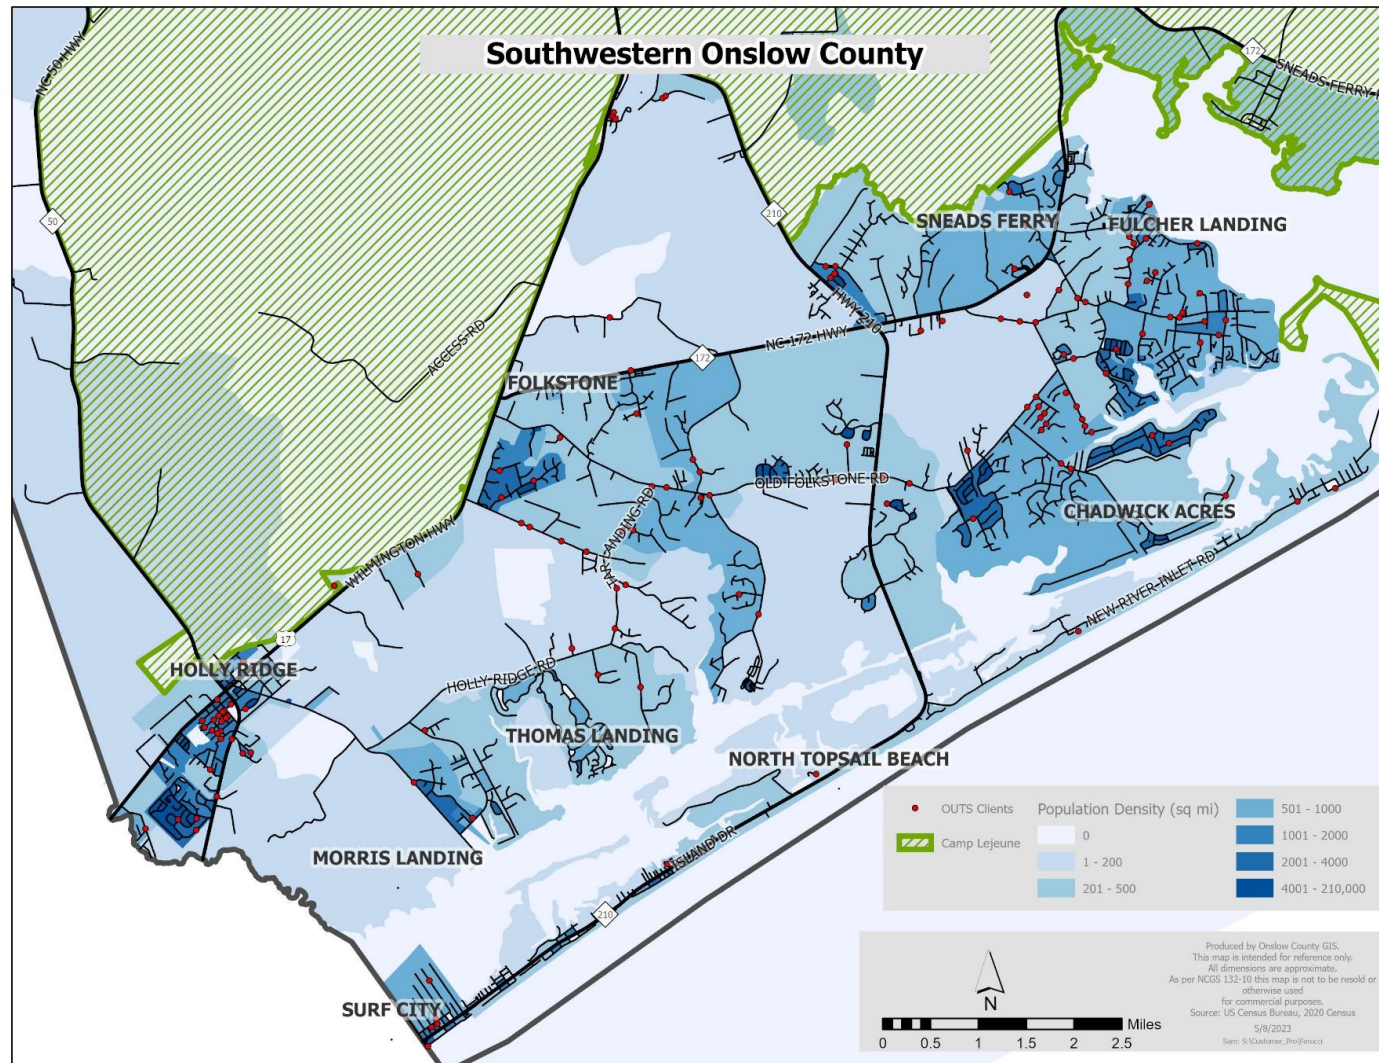 Southwestern Onslow County
NC 50 HWY
172
SNEADS FERRY R
50
210
SNEADS FERRY
FULCHER LANDING
ACCESS RD
HWY 210
NC 172 HWY
172
FOLKSTONE
OLD FOLKSTONE RD
TAR LANDING RD
CHADWICK ACRES
WILMINGTON HWY
NEW RIVER INLET RD
17
HOLLY RIDGE
HOLLY RIDGE RD
THOMAS LANDING
NORTH TOPSAIL BEACH
MORRIS LANDING
ISLAND DR
210
SURF CITY
OUTS Clients
Camp Lejeune
Population Density (sq mi)
0
1 - 200
201 - 500
501 - 1000
1001 - 2000
2001 - 4000
4001 - 210,000
N
0 0.5 1 1.5 2 2.5 Miles
Produced by Onslow County GIS.
This map is intended for reference only.
All dimensions are approximate.
As per NCGS 132-10 this map is not to be resold or
otherwise used
for commercial purposes.
Source: US Census Bureau, 2020 Census
5/8/2023
Sam: S:\Customer_Pro\Ferucci